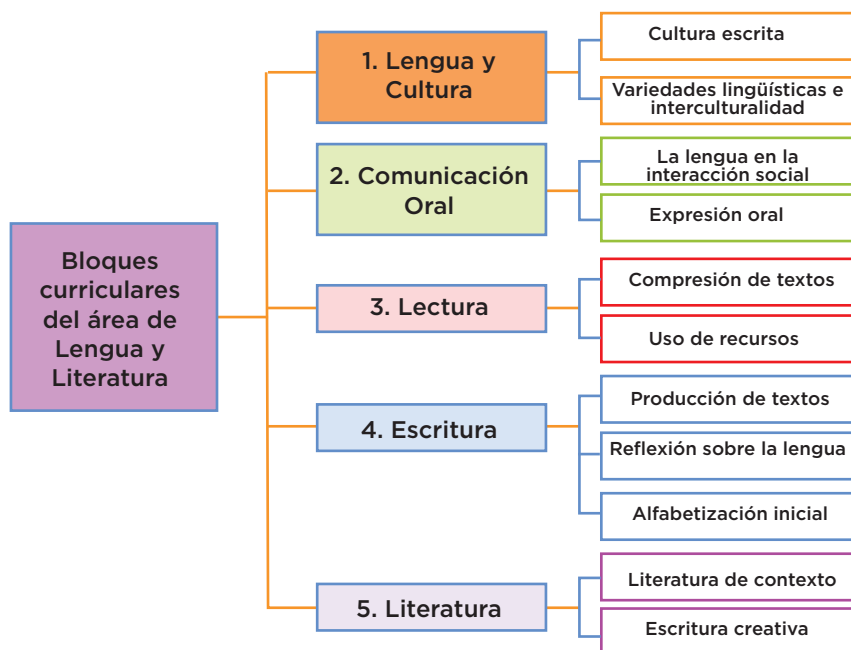 Bloques
curriculares
del área de
Lengua y
Literatura
1. Lengua y
Cultura
Cultura escrita
Variedades lingüísticas e
interculturalidad
2. Comunicación
Oral
La lengua en la
interacción social
Expresión oral
3. Lectura
Compresión de textos
Uso de recursos
4. Escritura
Producción de textos
Reflexión sobre la lengua
Alfabetización inicial
5. Literatura
Literatura de contexto
Escritura creativa